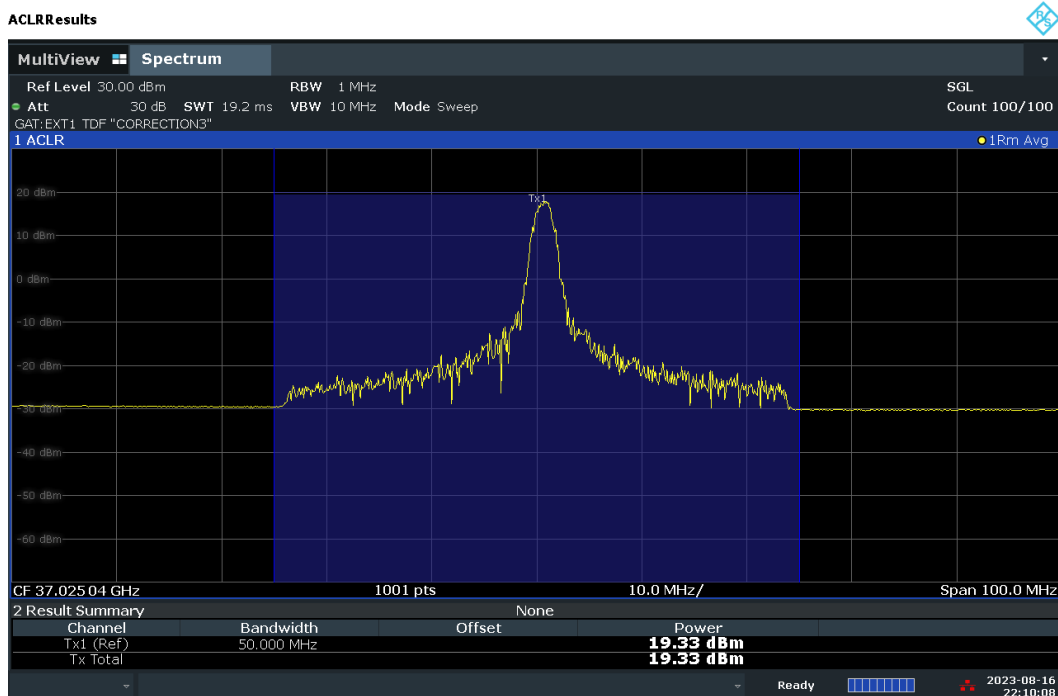 ACLRResults
R&S
MultiView Spectrum
Ref Level 30.00 dBm RBW 1 MHz SGL
Att 30 dB SWT 19.2 ms VBW 10 MHz Mode Sweep Count 100/100
GAT:EXT1 TDF "CORRECTION3"
1 ACLR 1Rm Avg
Tx1
20 dBm
10 dBm
0 dBm
-10 dBm
-20 dBm
-30 dBm
-40 dBm
-50 dBm
-60 dBm
CF 37.02504 GHz 1001 pts 10.0 MHz/ Span 100.0 MHz
2 Result Summary None
Channel Bandwidth Offset Power
Tx1 (Ref) 50.000 MHz 19.33 dBm
Tx Total 19.33 dBm
Ready 2023-08-16
22:10:08